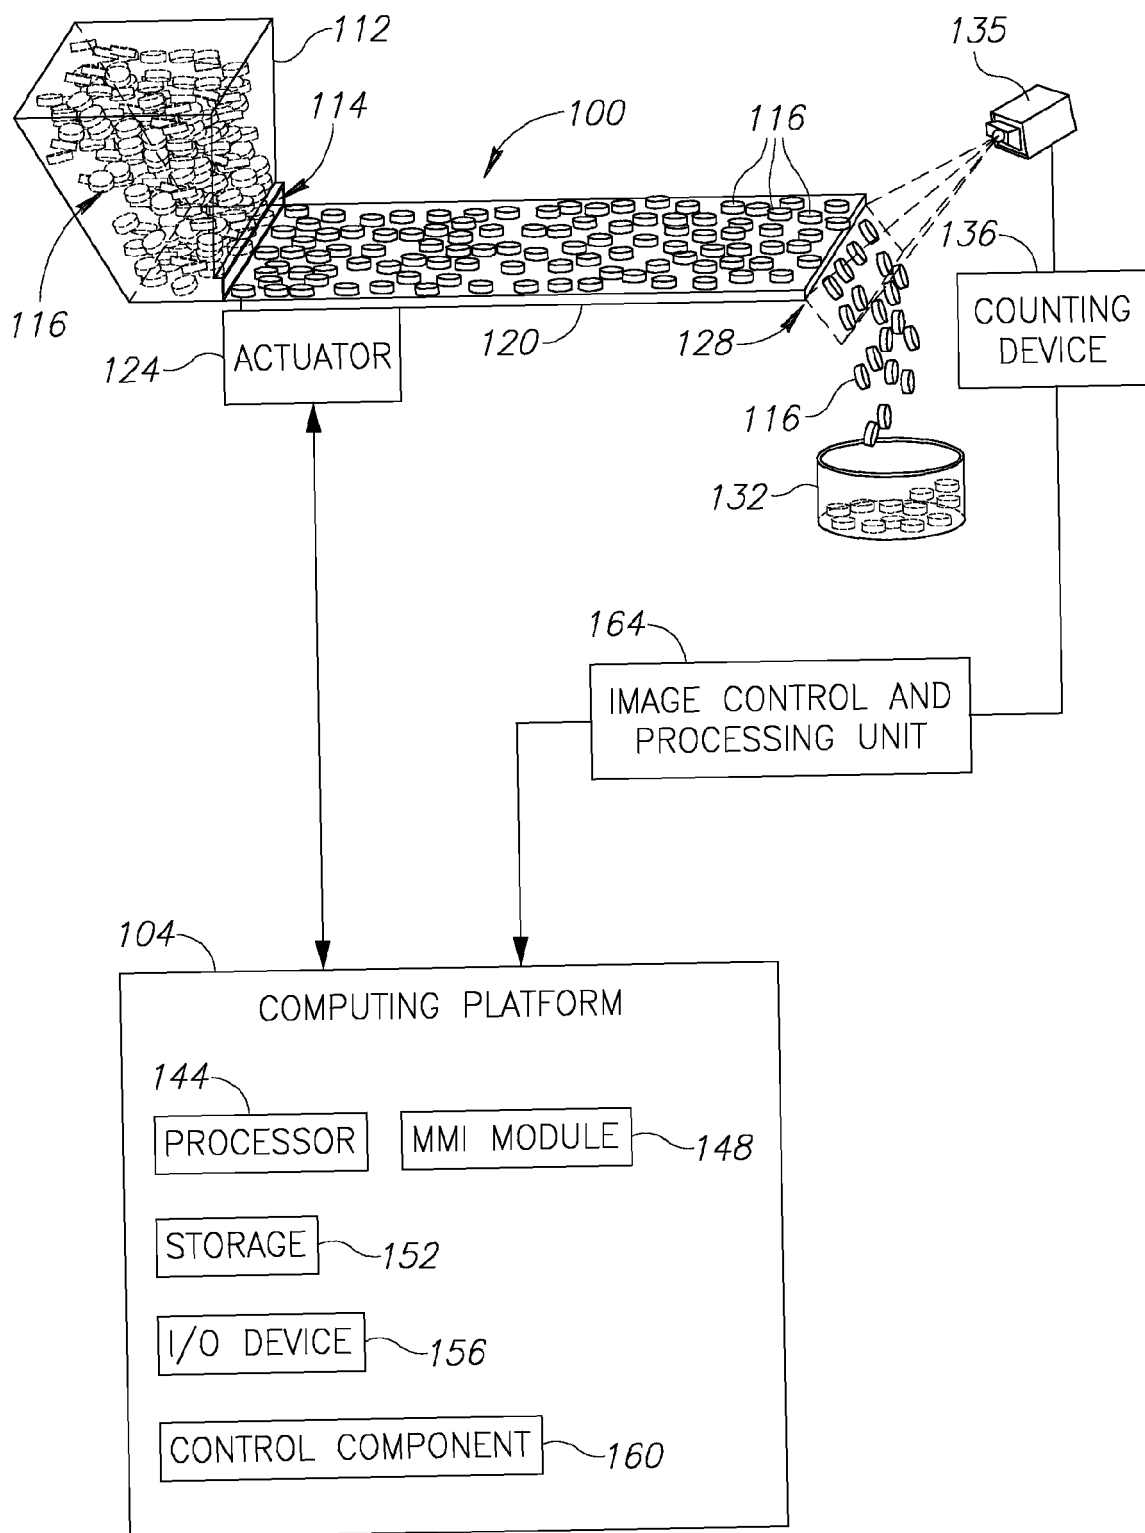 112
135
114
100
116
136
116
COUNTING
DEVICE
124
ACTUATOR
120
128
116
132
164
IMAGE CONTROL AND
PROCESSING UNIT
104
COMPUTING PLATFORM
144
PROCESSOR
MMI MODULE
148
STORAGE
152
I/O DEVICE
156
CONTROL COMPONENT
160